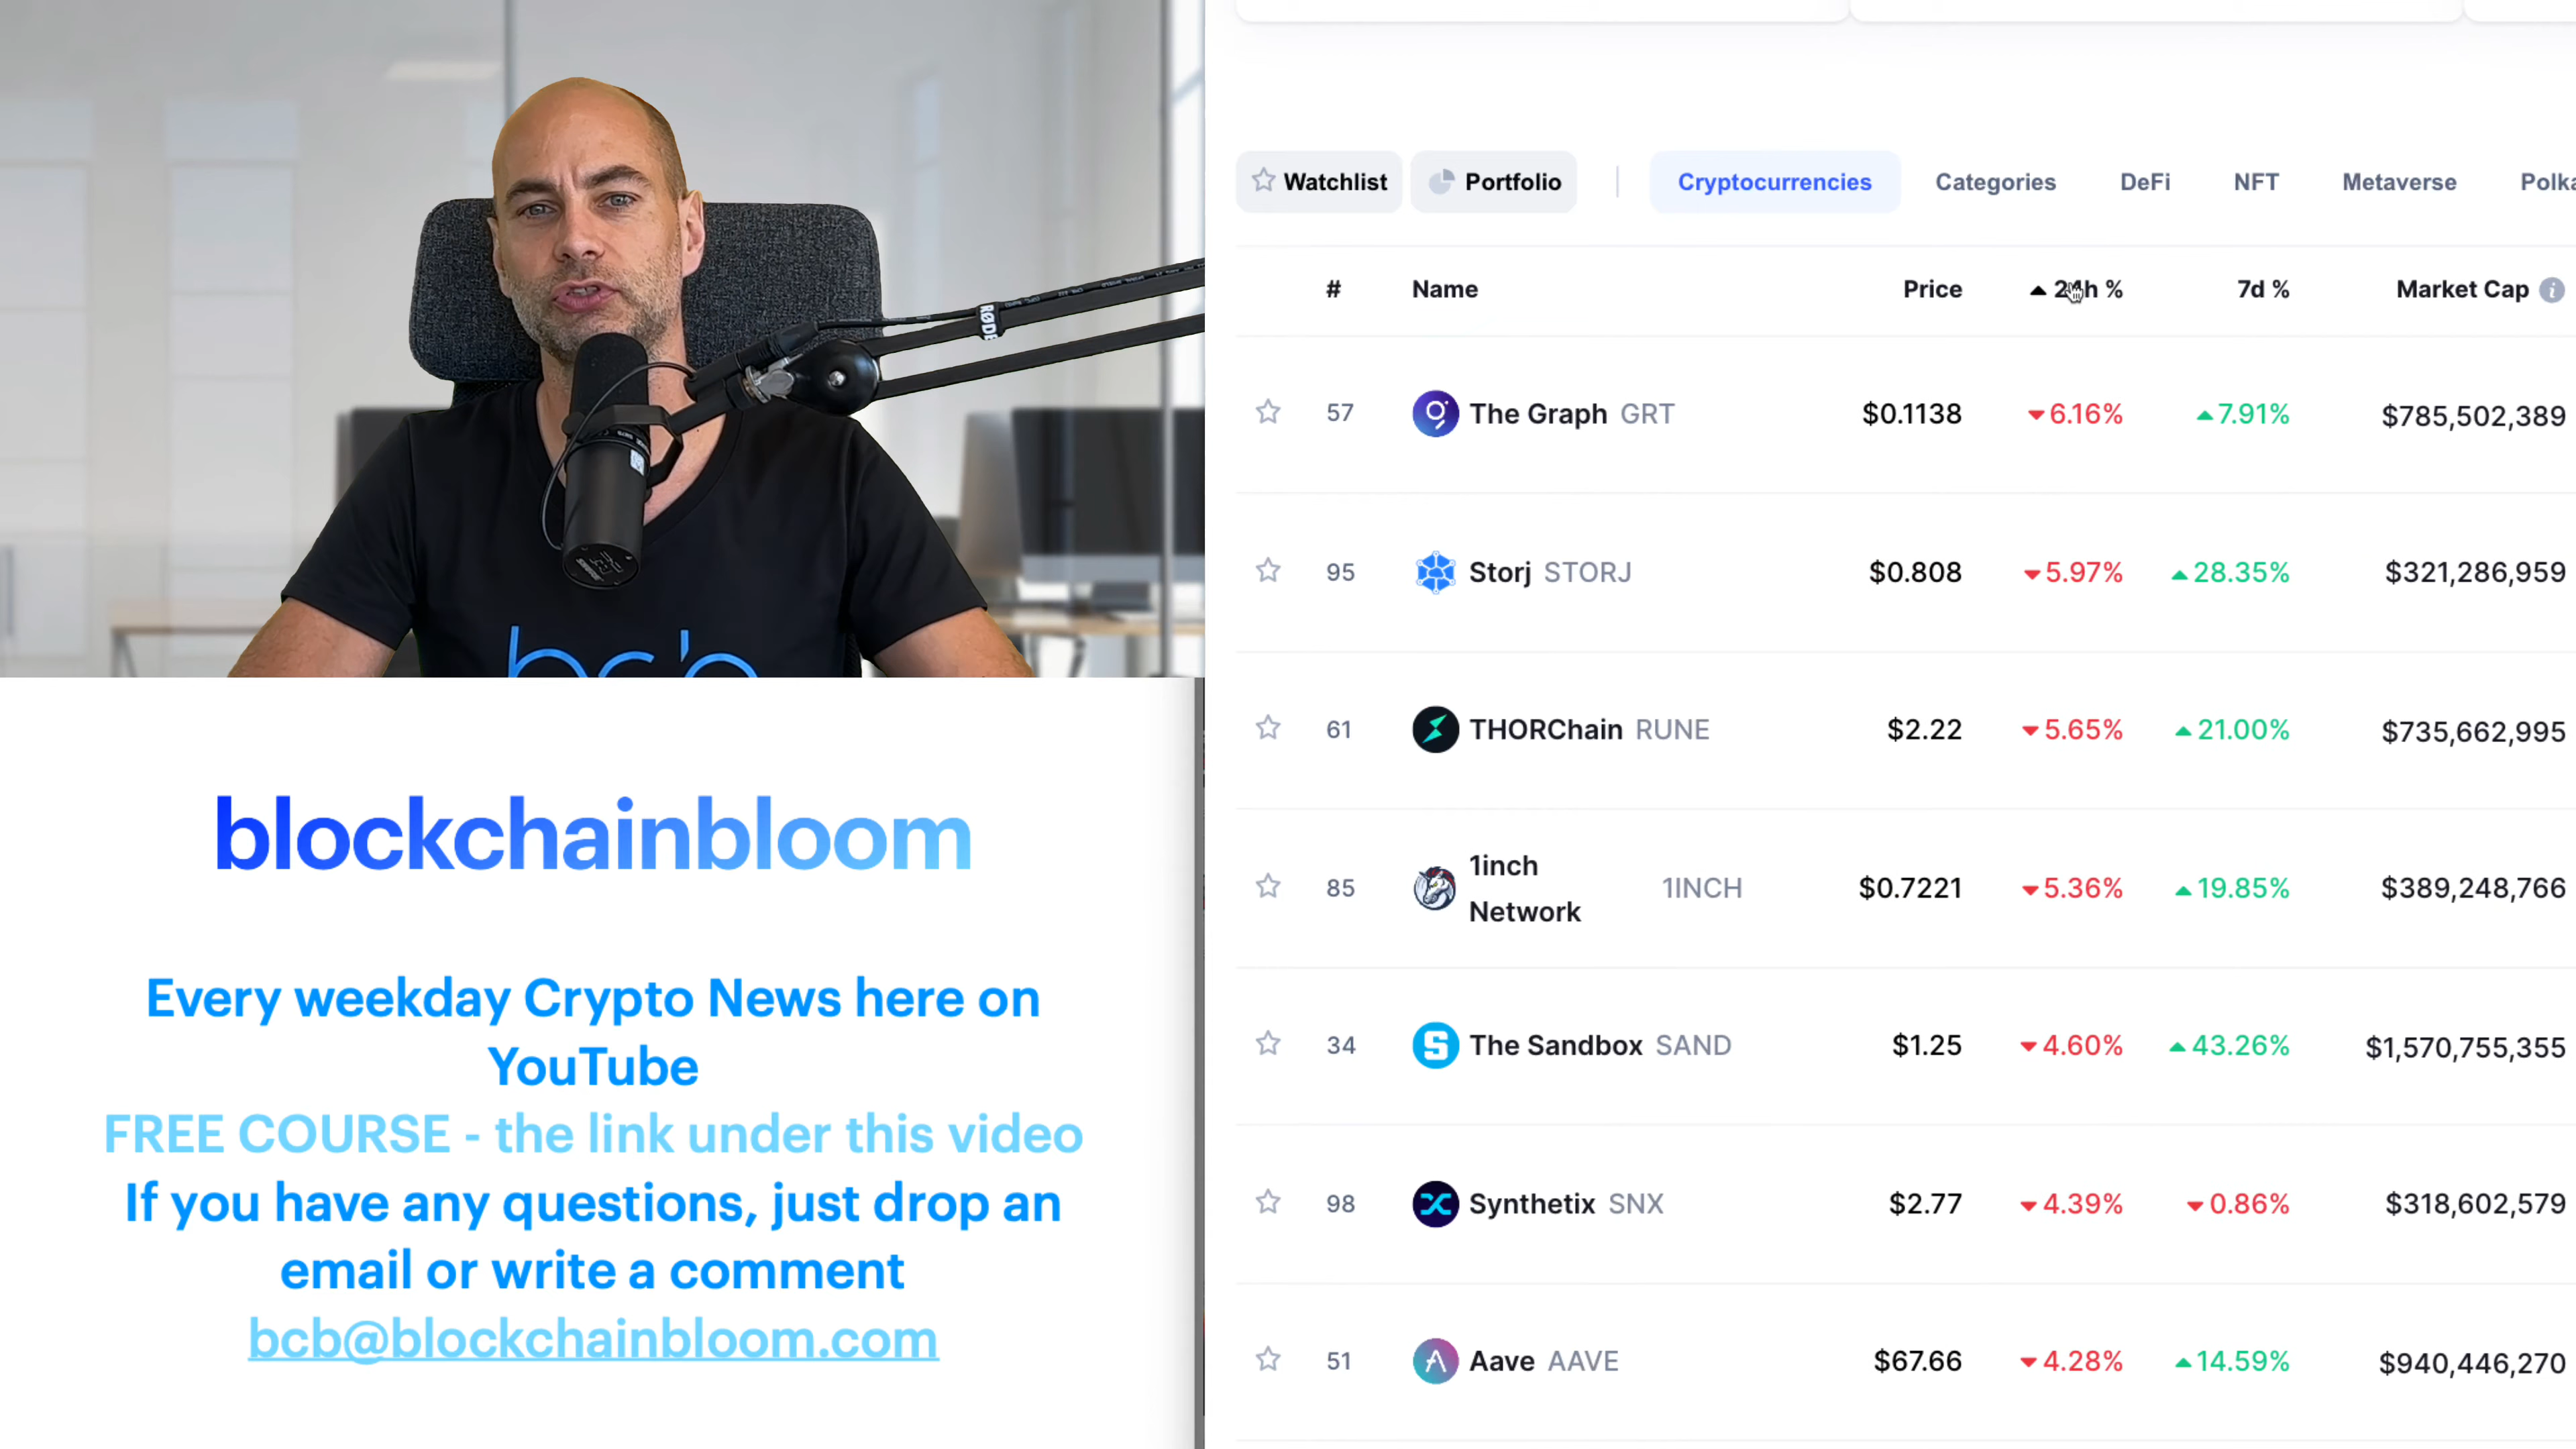 RØDE
bcb
blockchainbloom
Every weekday Crypto News here on
YouTube
FREE COURSE - the link under this video
If you have any questions, just drop an
email or write a comment
bcb@blockchainbloom.com
Watchlist Portfolio Cryptocurrencies Categories DeFi NFT Metaverse Polka
# Name Price 24h % 7d % Market Cap
57 The Graph GRT $0.1138 6.16% 7.91% $785,502,389
95 Storj STORJ $0.808 5.97% 28.35% $321,286,959
61 THORChain RUNE $2.22 5.65% 21.00% $735,662,995
85 1inch Network 1INCH $0.7221 5.36% 19.85% $389,248,766
34 The Sandbox SAND $1.25 4.60% 43.26% $1,570,755,355
98 Synthetix SNX $2.77 4.39% 0.86% $318,602,579
51 Aave AAVE $67.66 4.28% 14.59% $940,446,270